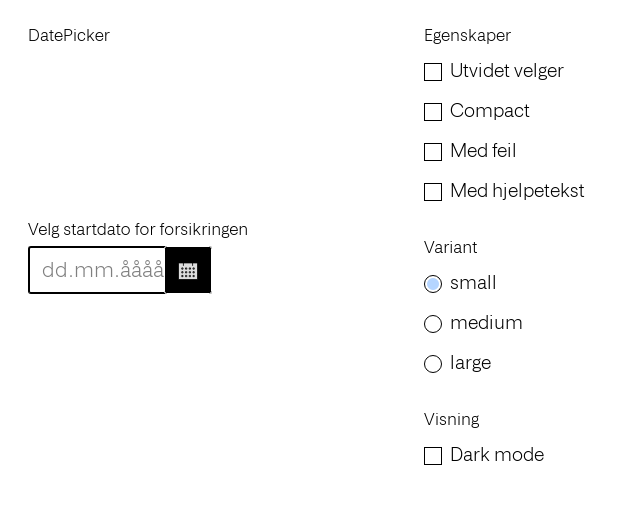 DatePicker
Velg startdato for forsikringen
dd.mm.åååå
Egenskaper
Utvidet velger
Compact
Med feil
Med hjelpetekst
Variant
small
medium
large
Visning
Dark mode